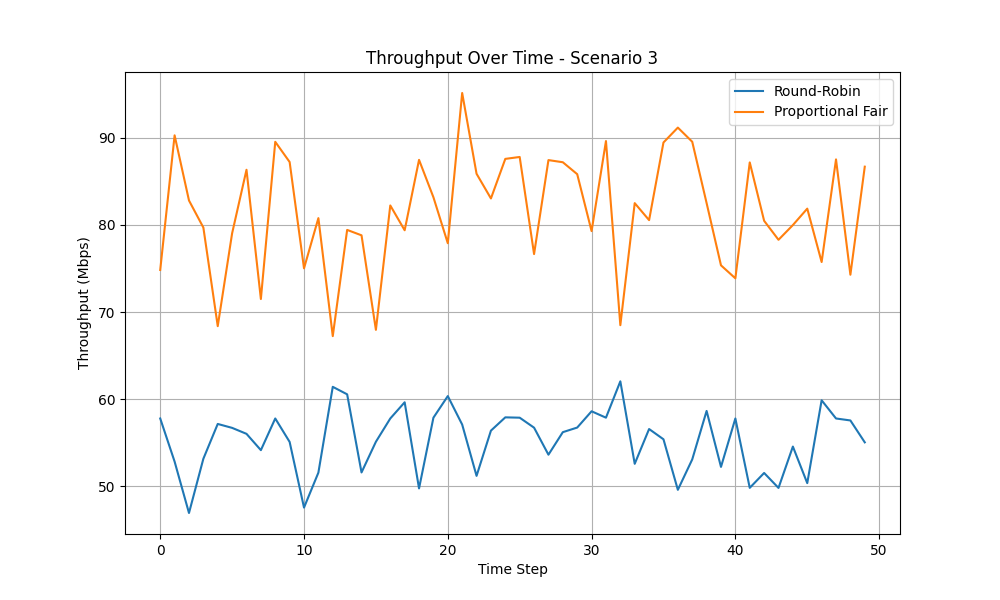 Throughput Over Time - Scenario 3
Round-Robin
Proportional Fair
Throughput (Mbps)
90
80
70
60
50
0 10 20 30 40 50
Time Step